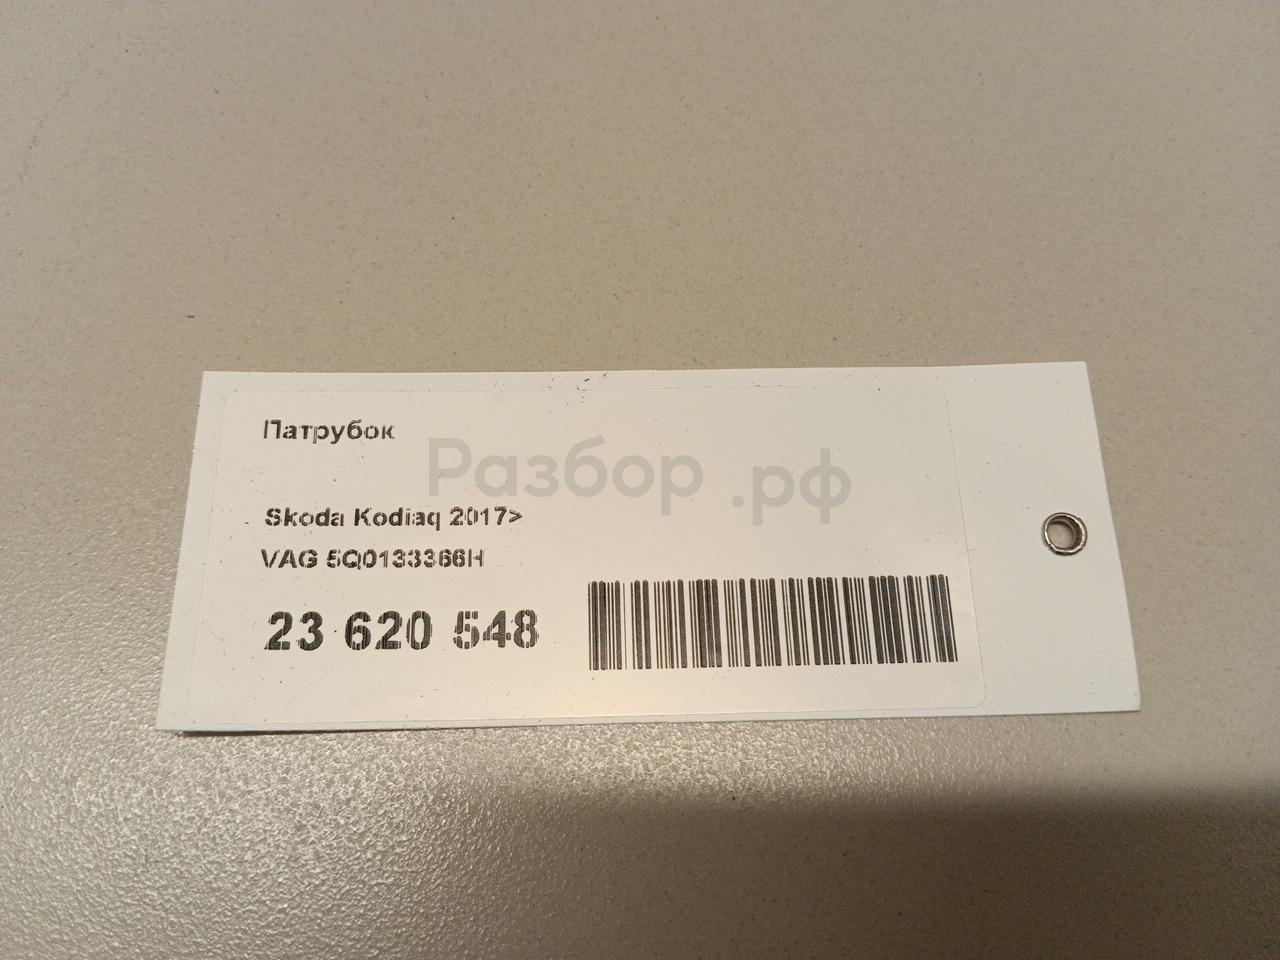 Патрубок
Разбор.рф
Skoda Kodiaq 2017>
VAG 5Q0133366H
23 620 548